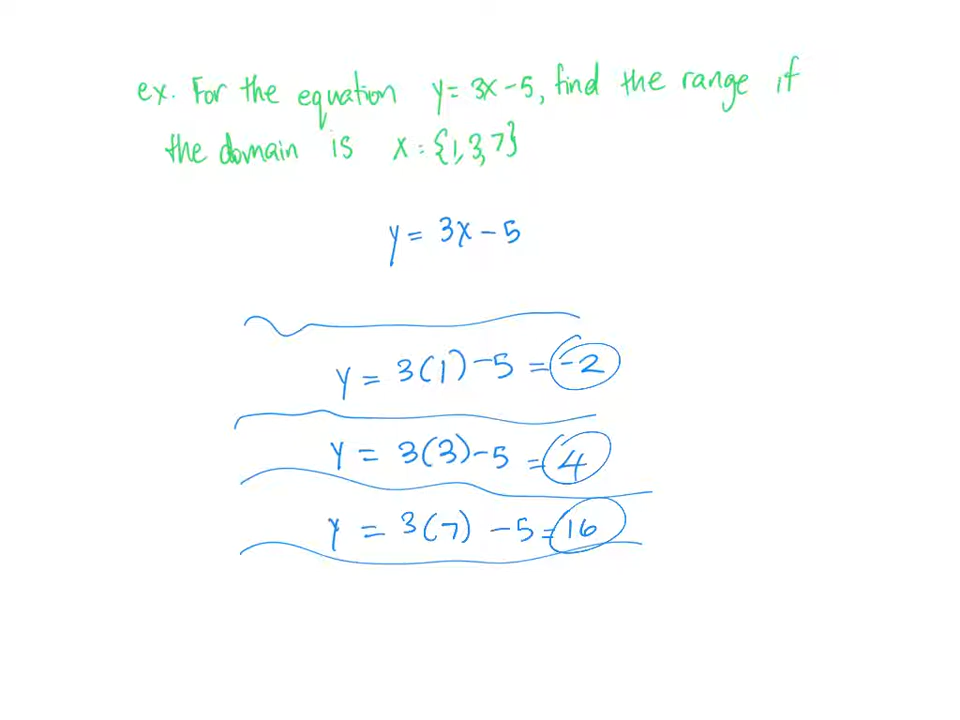 ex. For the equation y = 3x - 5, find the range if
the domain is x = {1, 3, 7}
y = 3x - 5
y = 3(1) - 5 = -2
y = 3(3) - 5 = 4
y = 3(7) - 5 = 16